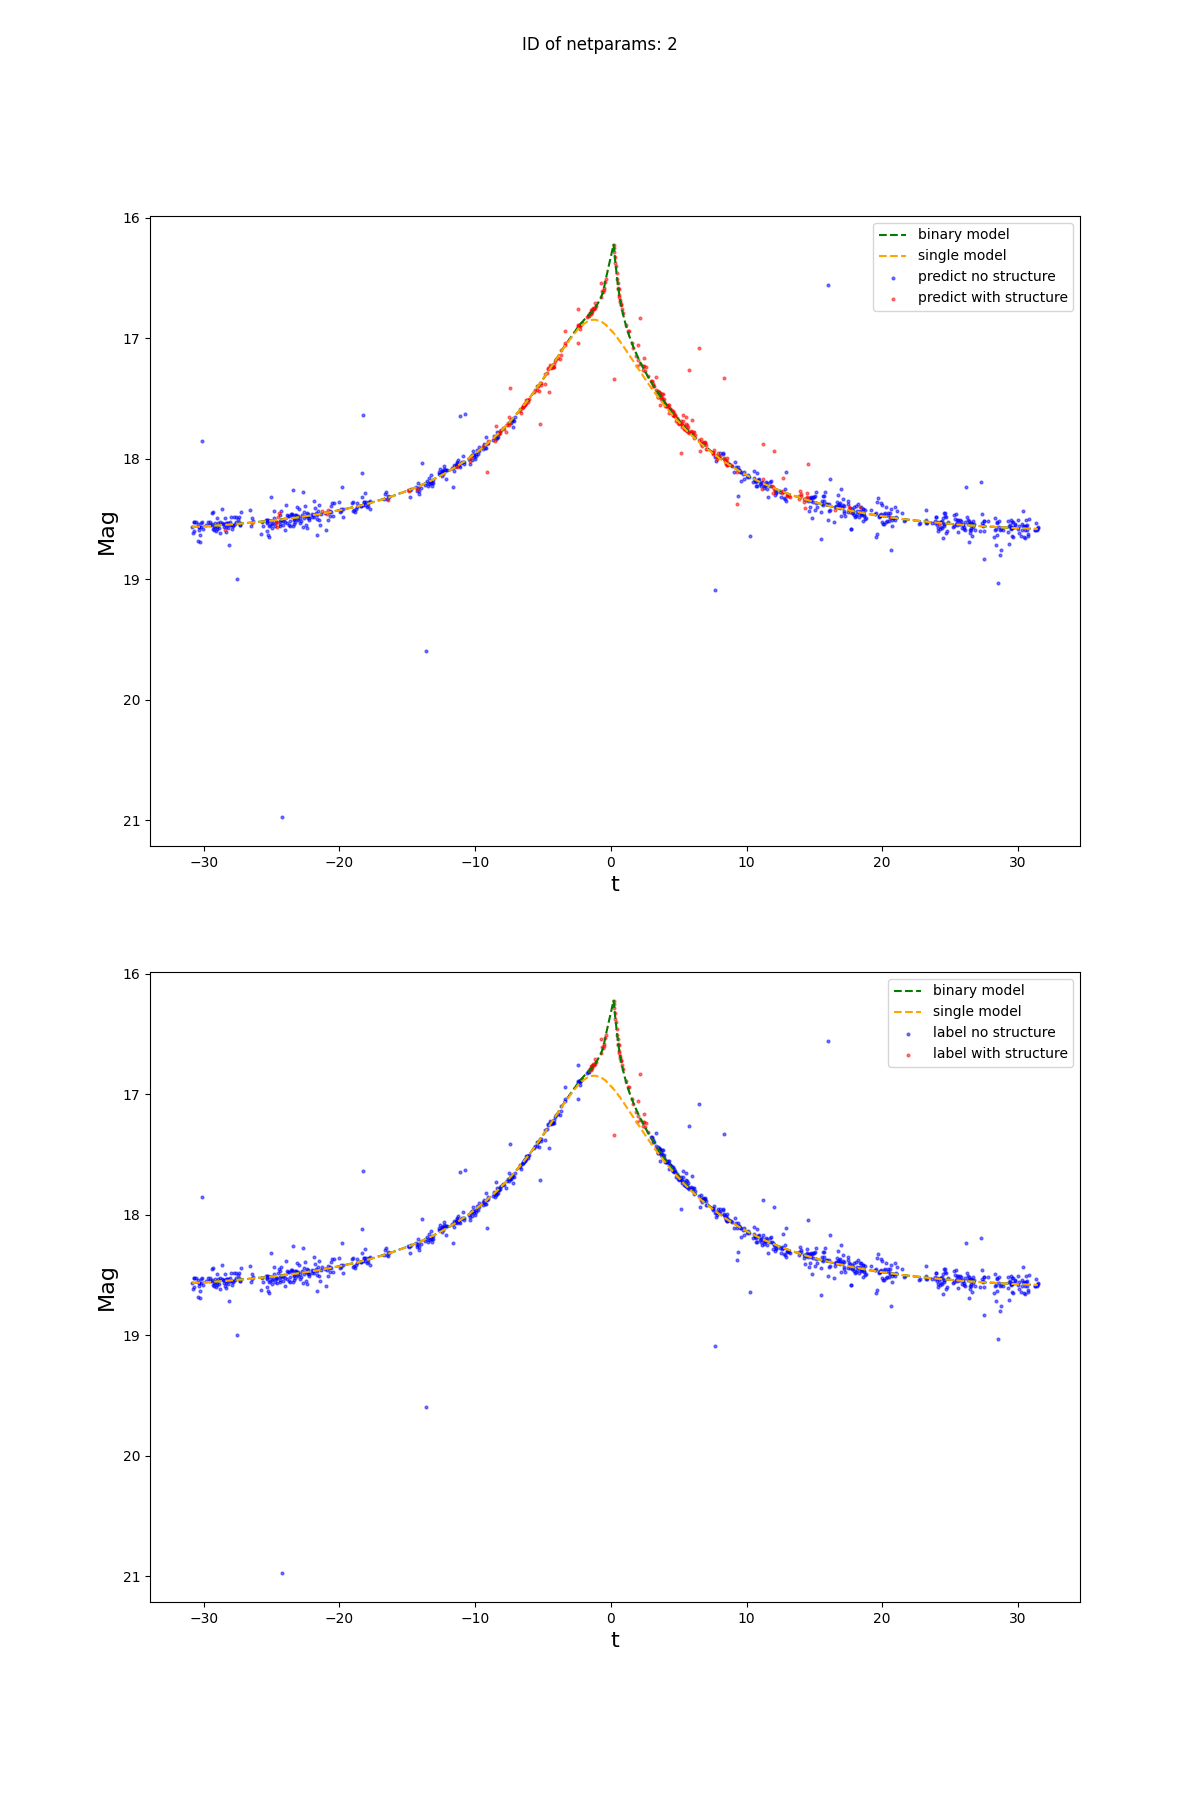 ID of netparams: 2
16
17
18
19
20
21
Mag
binary model
single model
predict no structure
predict with structure
−30
−20
−10
0
10
20
30
t
16
17
18
19
20
21
Mag
binary model
single model
label no structure
label with structure
−30
−20
−10
0
10
20
30
t